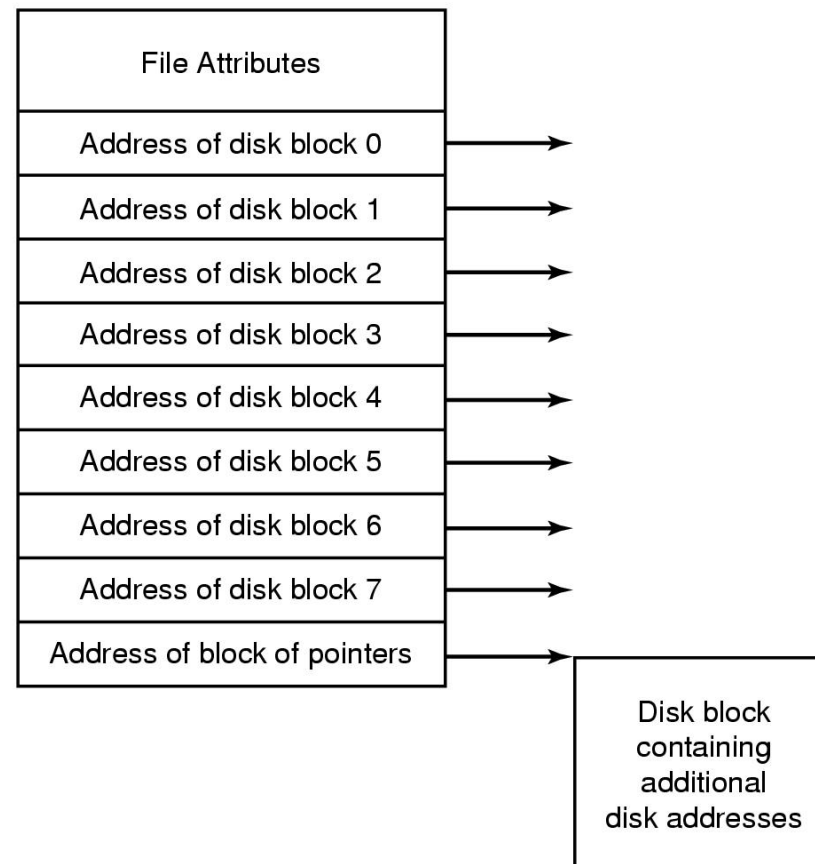 File Attributes
Address of disk block 0
Address of disk block 1
Address of disk block 2
Address of disk block 3
Address of disk block 4
Address of disk block 5
Address of disk block 6
Address of disk block 7
Address of block of pointers
Disk block
containing
additional
disk addresses